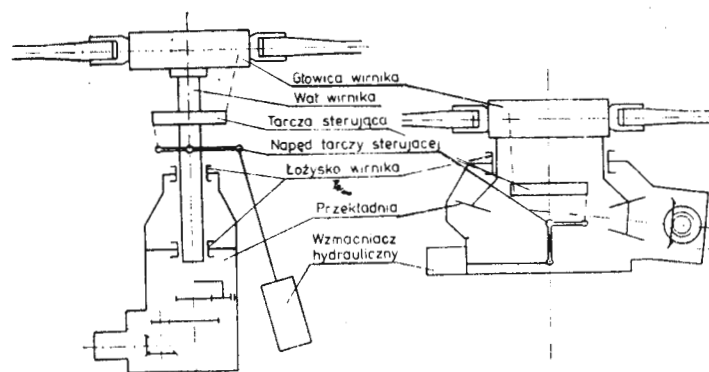 Głowica wirnika
Wał wirnika
Tarcza sterująca
Napęd tarczy sterującej
Łożysko wirnika
Przekładnia
Wzmacniacz
hydrauliczny